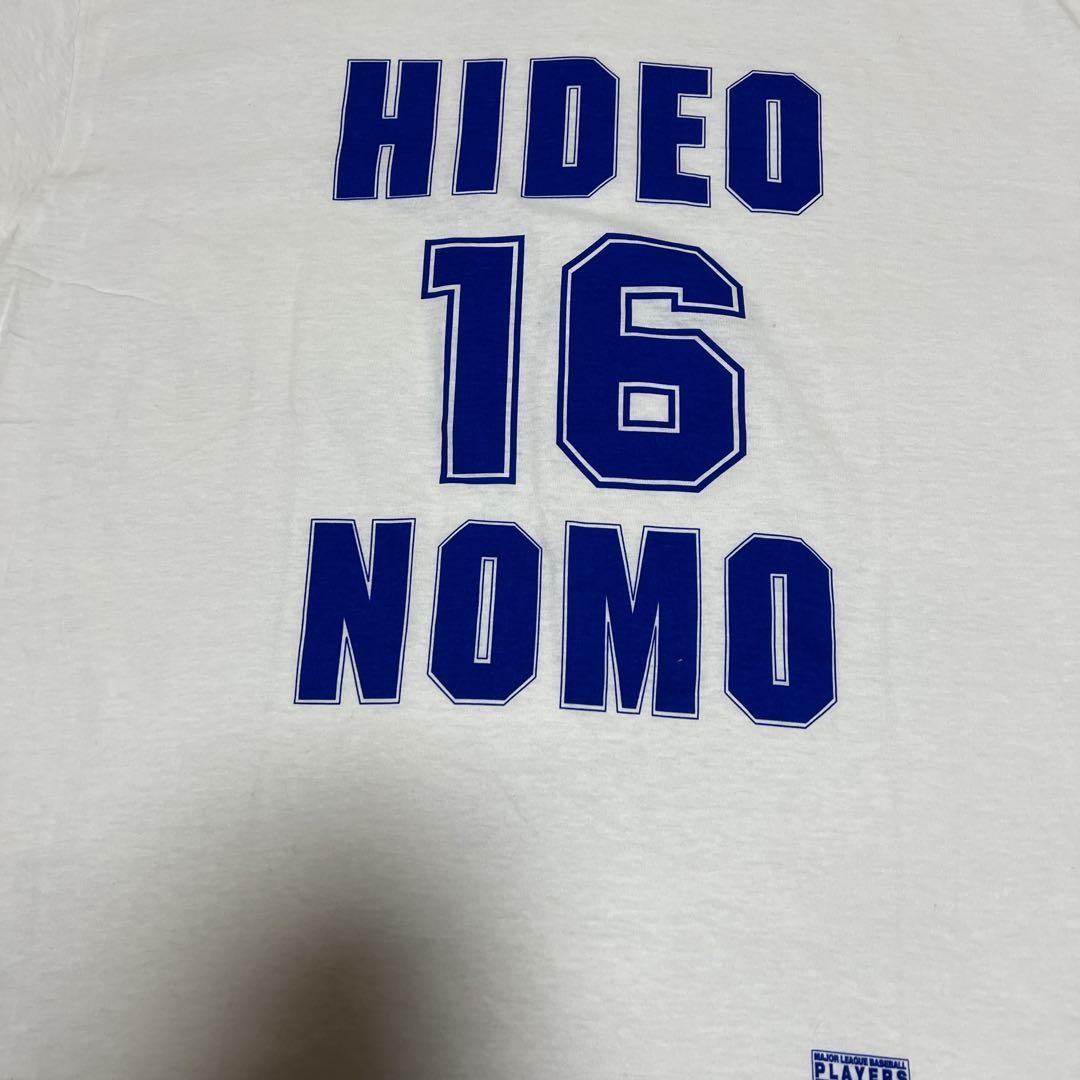 HIDEO
16
NOMO
MAJOR LEAGUE BASEBALL
PLAYERS